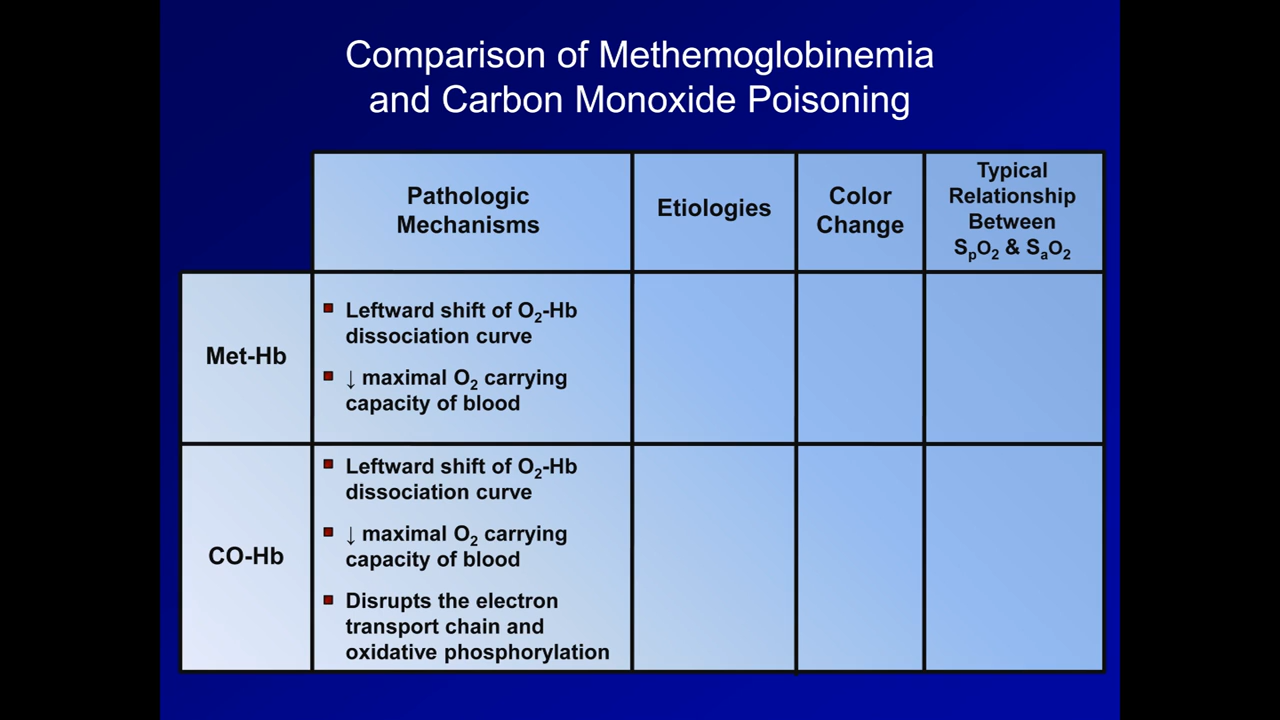 Comparison of Methemoglobinemia
and Carbon Monoxide Poisoning
Pathologic
Mechanisms
Etiologies
Color
Change
Typical
Relationship
Between
SpO₂ & SaO₂
Met-Hb
Leftward shift of O₂-Hb
dissociation curve
↓ maximal O₂ carrying
capacity of blood
CO-Hb
Leftward shift of O₂-Hb
dissociation curve
↓ maximal O₂ carrying
capacity of blood
Disrupts the electron
transport chain and
oxidative phosphorylation